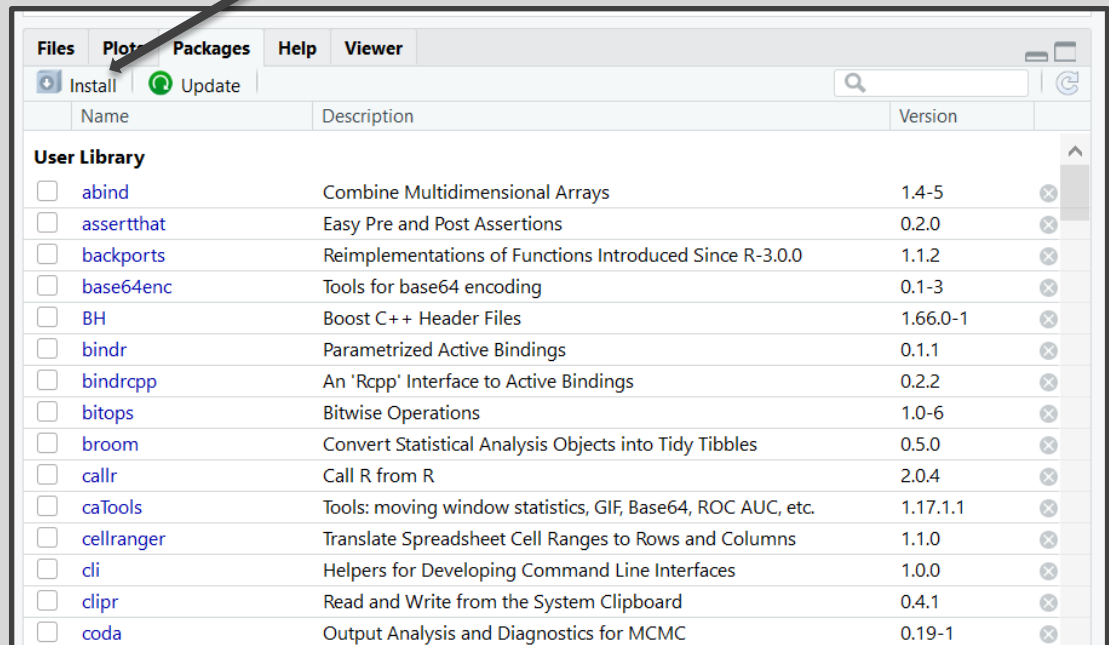 Files Plots Packages Help Viewer
Install Update
Name Description Version
User Library
abind Combine Multidimensional Arrays 1.4-5
assertthat Easy Pre and Post Assertions 0.2.0
backports Reimplementations of Functions Introduced Since R-3.0.0 1.1.2
base64enc Tools for base64 encoding 0.1-3
BH Boost C++ Header Files 1.66.0-1
bindr Parametrized Active Bindings 0.1.1
bindrcpp An 'Rcpp' Interface to Active Bindings 0.2.2
bitops Bitwise Operations 1.0-6
broom Convert Statistical Analysis Objects into Tidy Tibbles 0.5.0
callr Call R from R 2.0.4
caTools Tools: moving window statistics, GIF, Base64, ROC AUC, etc. 1.17.1.1
cellranger Translate Spreadsheet Cell Ranges to Rows and Columns 1.1.0
cli Helpers for Developing Command Line Interfaces 1.0.0
clipr Read and Write from the System Clipboard 0.4.1
coda Output Analysis and Diagnostics for MCMC 0.19-1